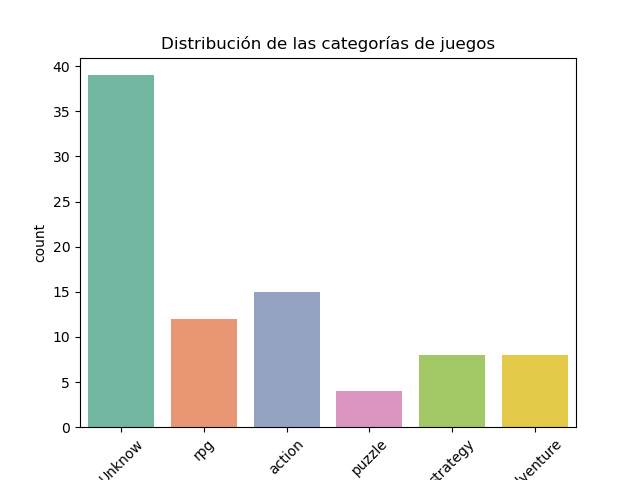 Distribución de las categorías de juegos
count
40
35
30
25
20
15
10
5
0
Unknow
rpg
action
puzzle
strategy